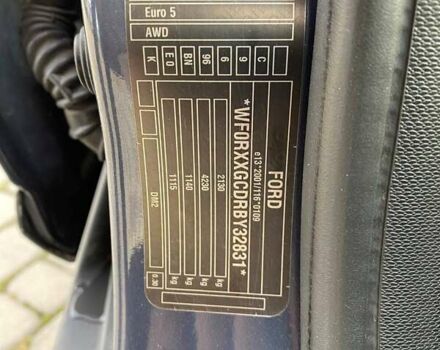 FORD
e13*2001/116*0109
*WF0RXXGCDRBY32831*
2130 kg
4230 kg
1140 kg
1115 kg
DM2
0.30
Euro 5
AWD
K E0 BN 96 6 9 C